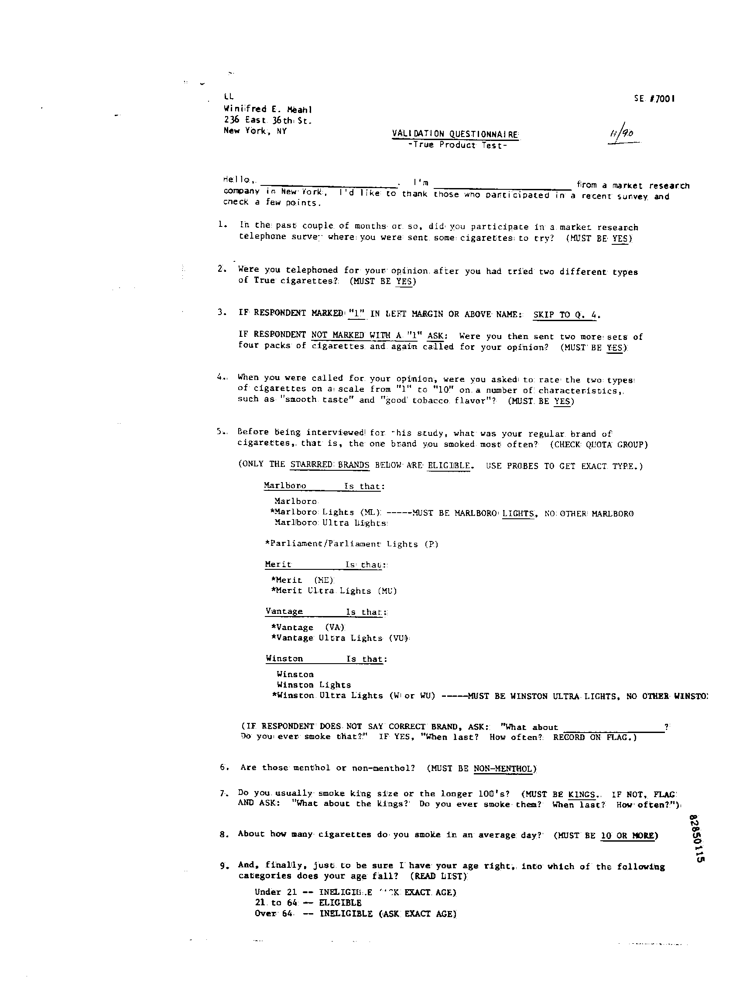 LL
SE #7001
Winifred E. Meahl
236 East 36th St.
New York, NY
VALIDATION QUESTIONNAIRE
11/90
-True Product Test-
Hello, ____________. I'm ____________ from a market research
company in New York. I'd like to thank those who participated in a recent survey and
check a few points.
1. In the past couple of months or so, did you participate in a market research
telephone survey where you were sent some cigarettes to try? (MUST BE YES)
2. Were you telephoned for your opinion after you had tried two different types
of True cigarettes? (MUST BE YES)
3. IF RESPONDENT MARKED "1" IN LEFT MARGIN OR ABOVE NAME: SKIP TO Q. 4.
IF RESPONDENT NOT MARKED WITH A "1" ASK: Were you then sent two more sets of
four packs of cigarettes and again called for your opinion? (MUST BE YES)
4. When you were called for your opinion, were you asked to rate the two types
of cigarettes on a scale from "1" to "10" on a number of characteristics,
such as "smooth taste" and "good tobacco flavor"? (MUST BE YES)
5. Before being interviewed for this study, what was your regular brand of
cigarettes, that is, the one brand you smoked most often? (CHECK QUOTA GROUP)
(ONLY THE STARRRED BRANDS BELOW ARE ELIGIBLE. USE PROBES TO GET EXACT TYPE.)
Marlboro Is that:
Marlboro
*Marlboro Lights (ML) -----MUST BE MARLBORO LIGHTS, NO OTHER MARLBORO
Marlboro Ultra Lights
*Parliament/Parliament Lights (P)
Merit Is that:
*Merit (ME)
*Merit Ultra Lights (MU)
Vantage Is that:
*Vantage (VA)
*Vantage Ultra Lights (VU)
Winston Is that:
Winston
Winston Lights
*Winston Ultra Lights (W or WU) -----MUST BE WINSTON ULTRA LIGHTS, NO OTHER WINSTO
(IF RESPONDENT DOES NOT SAY CORRECT BRAND, ASK: "What about ____________?
Do you ever smoke that?" IF YES, "When last? How often? RECORD ON FLAG.)
6. Are those menthol or non-menthol? (MUST BE NON-MENTHOL)
7. Do you usually smoke king size or the longer 100's? (MUST BE KINGS. IF NOT, FLAG
AND ASK: "What about the kings? Do you ever smoke them? When last? How often?")
8. About how many cigarettes do you smoke in an average day? (MUST BE 10 OR MORE)
9. And, finally, just to be sure I have your age right, into which of the following
categories does your age fall? (READ LIST)
Under 21 -- EXACT AGE)
21 to 64 -- ELIGIBLE
Over 64 -- INELIGIBLE (ASK EXACT AGE)
82850115